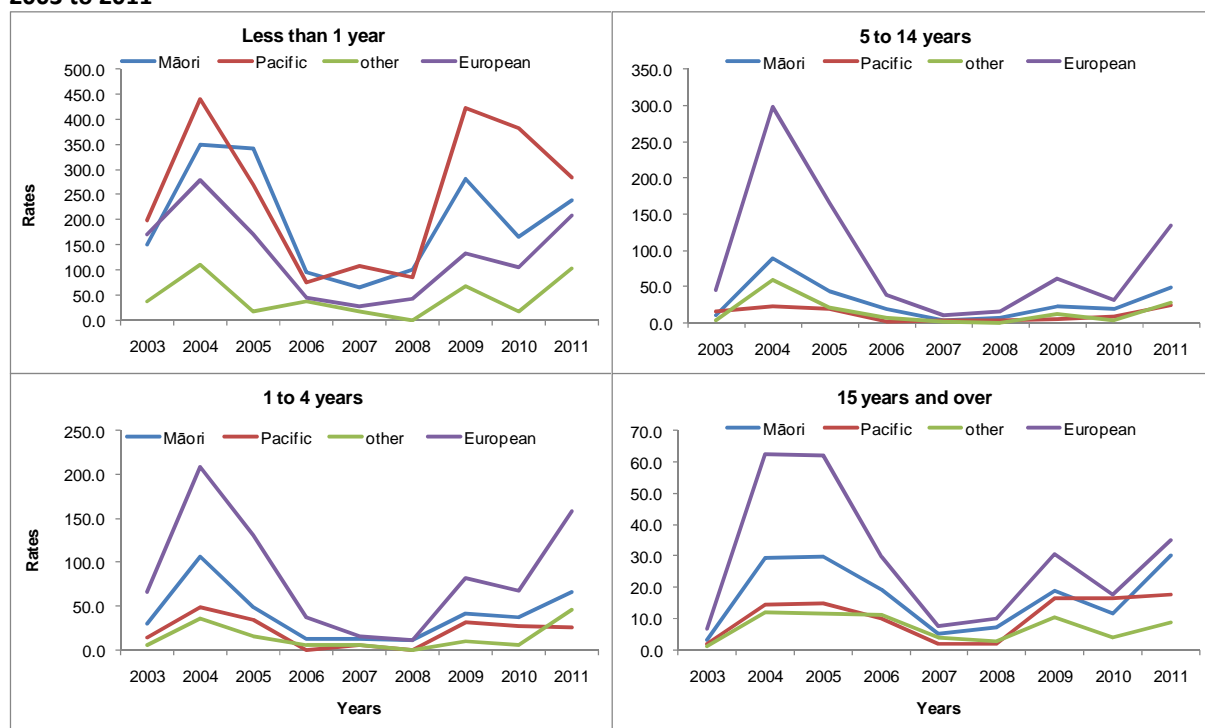 2003 to 2011
Less than 1 year
Māori Pacific other European
500.0
450.0
400.0
350.0
300.0
250.0
200.0
150.0
100.0
50.0
0.0
Rates
2003 2004 2005 2006 2007 2008 2009 2010 2011
5 to 14 years
Māori Pacific other European
350.0
300.0
250.0
200.0
150.0
100.0
50.0
0.0
2003 2004 2005 2006 2007 2008 2009 2010 2011
1 to 4 years
Māori Pacific other European
250.0
200.0
150.0
100.0
50.0
0.0
Rates
2003 2004 2005 2006 2007 2008 2009 2010 2011
Years
15 years and over
Māori Pacific other European
70.0
60.0
50.0
40.0
30.0
20.0
10.0
0.0
2003 2004 2005 2006 2007 2008 2009 2010 2011
Years